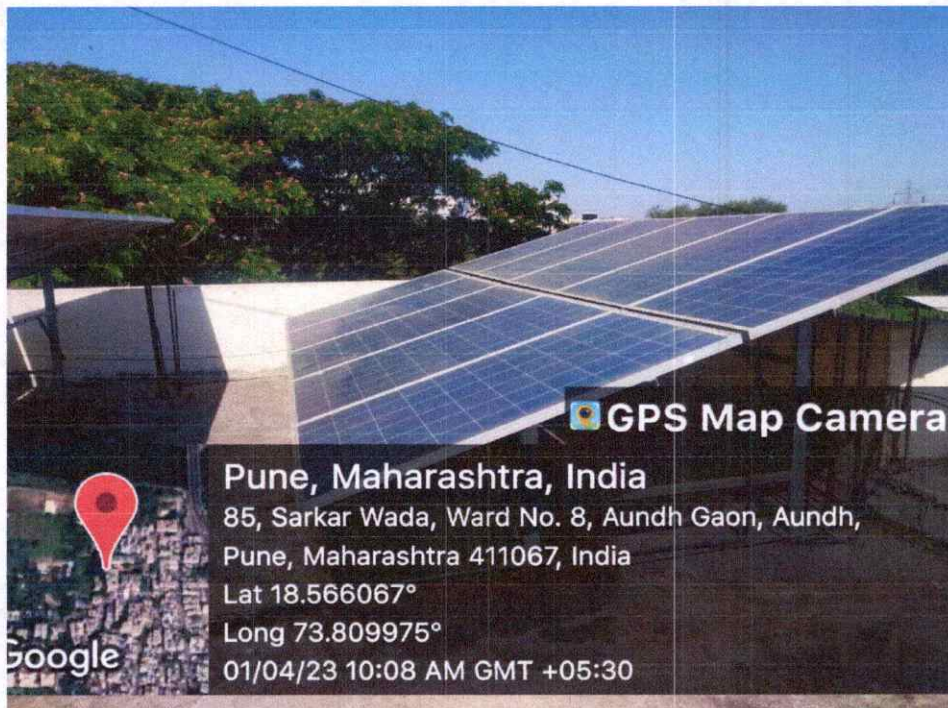 GPS Map Camera
Pune, Maharashtra, India
85, Sarkar Wada, Ward No. 8, Aundh Gaon, Aundh,
Pune, Maharashtra 411067, India
Lat 18.566067°
Long 73.809975°
01/04/23 10:08 AM GMT +05:30
Google